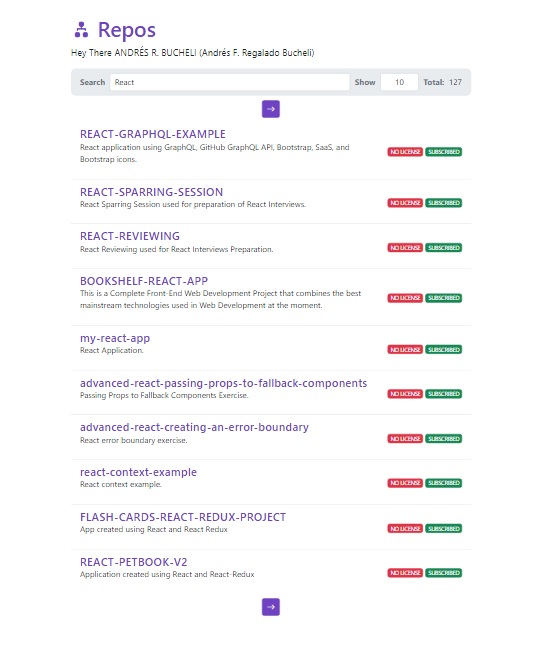 Repos
Hey There ANDRÉS R. BUCHELI (Andrés F. Regalado Bucheli)
Search React Show 10 Total: 127
→
REACT-GRAPHQL-EXAMPLE
React application using GraphQL, GitHub GraphQL API, Bootstrap, SaaS, and
Bootstrap icons.
NO LICENSE SUBSCRIBED
REACT-SPARRING-SESSION
React Sparring Session used for preparation of React Interviews.
NO LICENSE SUBSCRIBED
REACT-REVIEWING
React Reviewing used for React Interviews Preparation.
NO LICENSE SUBSCRIBED
BOOKSHELF-REACT-APP
This is a Complete Front-End Web Development Project that combines the best
mainstream technologies used in Web Development at the moment.
NO LICENSE SUBSCRIBED
my-react-app
React Application.
NO LICENSE SUBSCRIBED
advanced-react-passing-props-to-fallback-components
Passing Props to Fallback Components Exercise.
NO LICENSE SUBSCRIBED
advanced-react-creating-an-error-boundary
React error boundary exercise.
NO LICENSE SUBSCRIBED
react-context-example
React context example.
NO LICENSE SUBSCRIBED
FLASH-CARDS-REACT-REDUX-PROJECT
App created using React and React Redux
NO LICENSE SUBSCRIBED
REACT-PETBOOK-V2
Application created using React and React-Redux
NO LICENSE SUBSCRIBED
→